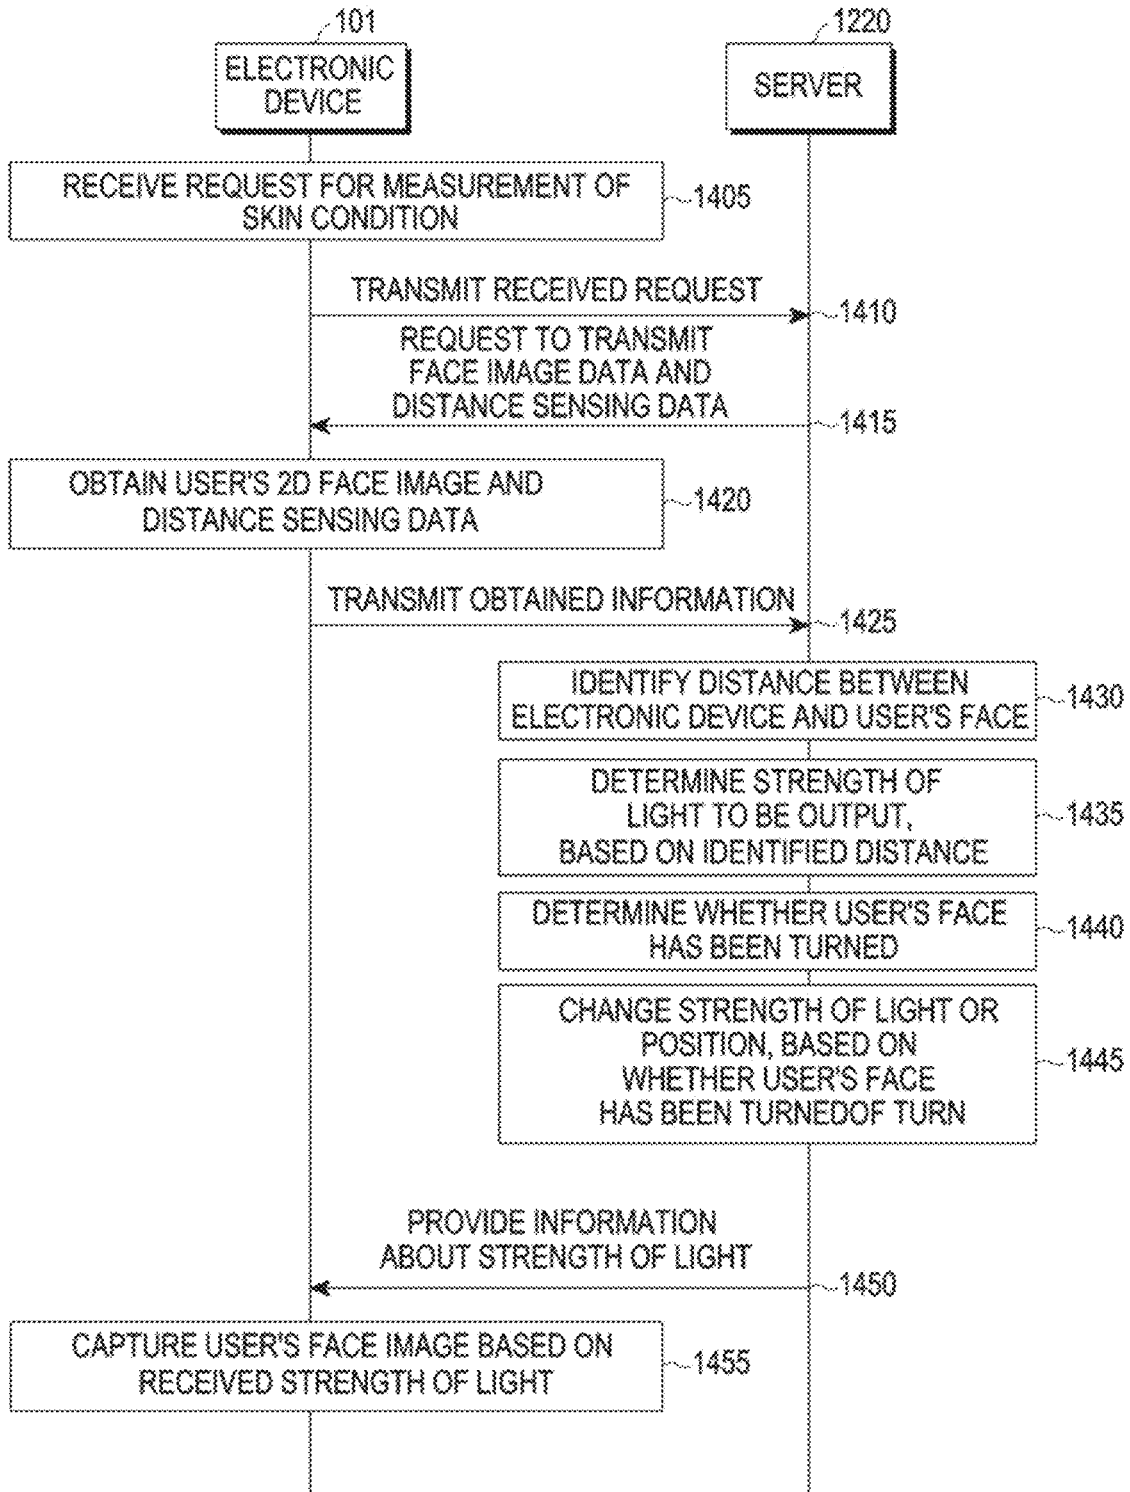 101
1220
ELECTRONIC
DEVICE
SERVER
RECEIVE REQUEST FOR MEASUREMENT OF
SKIN CONDITION
1405
TRANSMIT RECEIVED REQUEST
1410
REQUEST TO TRANSMIT
FACE IMAGE DATA AND
DISTANCE SENSING DATA
1415
OBTAIN USER'S 2D FACE IMAGE AND
DISTANCE SENSING DATA
1420
TRANSMIT OBTAINED INFORMATION
1425
IDENTIFY DISTANCE BETWEEN
ELECTRONIC DEVICE AND USER'S FACE
1430
DETERMINE STRENGTH OF
LIGHT TO BE OUTPUT,
BASED ON IDENTIFIED DISTANCE
1435
DETERMINE WHETHER USER'S FACE
HAS BEEN TURNED
1440
CHANGE STRENGTH OF LIGHT OR
POSITION, BASED ON
WHETHER USER'S FACE
HAS BEEN TURNEDOF TURN
1445
PROVIDE INFORMATION
ABOUT STRENGTH OF LIGHT
1450
CAPTURE USER'S FACE IMAGE BASED ON
RECEIVED STRENGTH OF LIGHT
1455